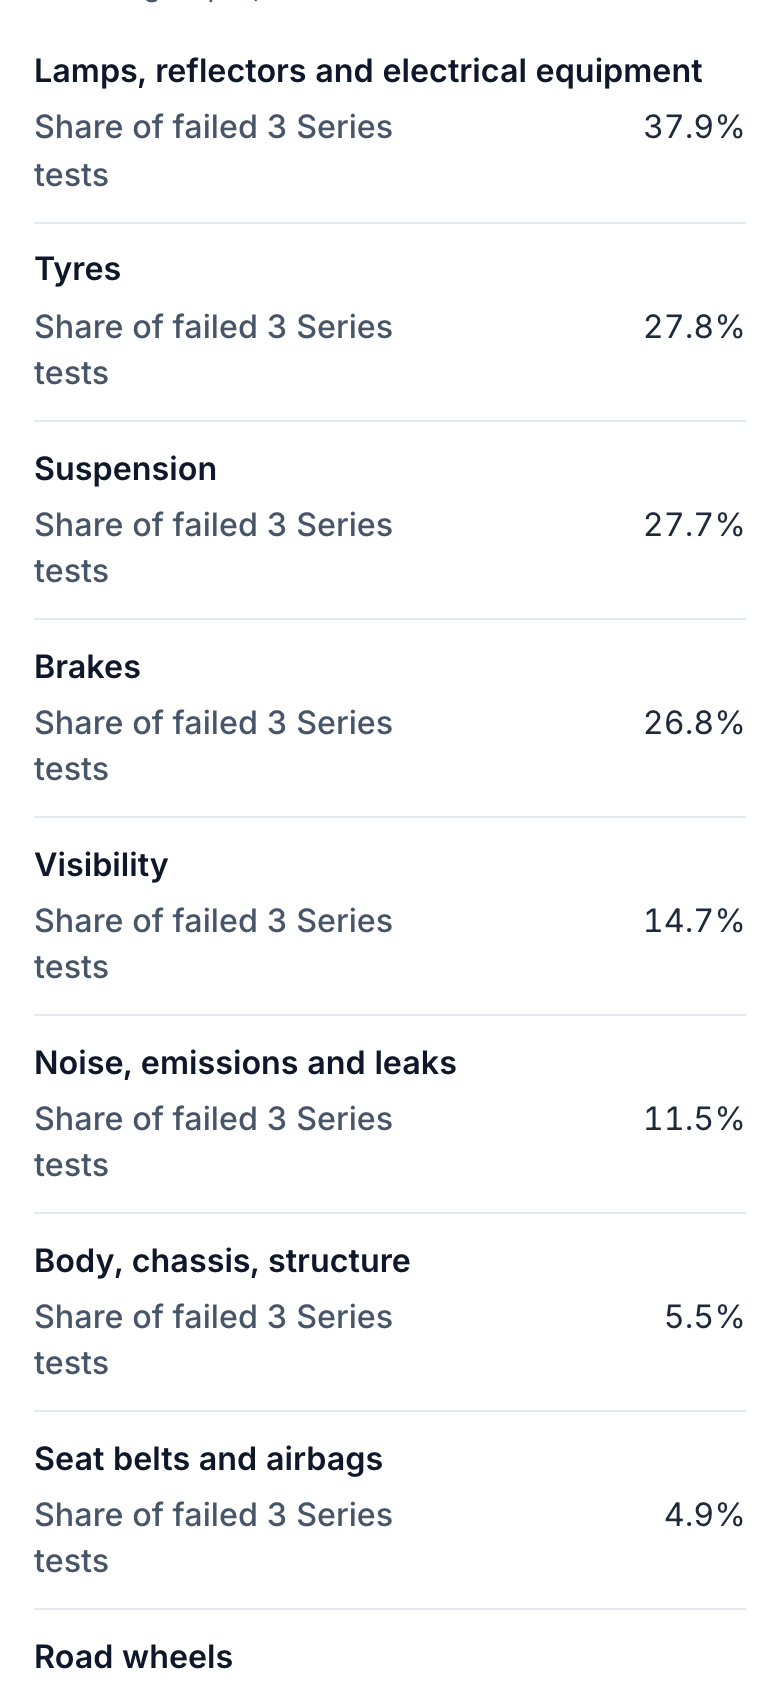 Lamps, reflectors and electrical equipment
Share of failed 3 Series 37.9%
tests
Tyres
Share of failed 3 Series 27.8%
tests
Suspension
Share of failed 3 Series 27.7%
tests
Brakes
Share of failed 3 Series 26.8%
tests
Visibility
Share of failed 3 Series 14.7%
tests
Noise, emissions and leaks
Share of failed 3 Series 11.5%
tests
Body, chassis, structure
Share of failed 3 Series 5.5%
tests
Seat belts and airbags
Share of failed 3 Series 4.9%
tests
Road wheels